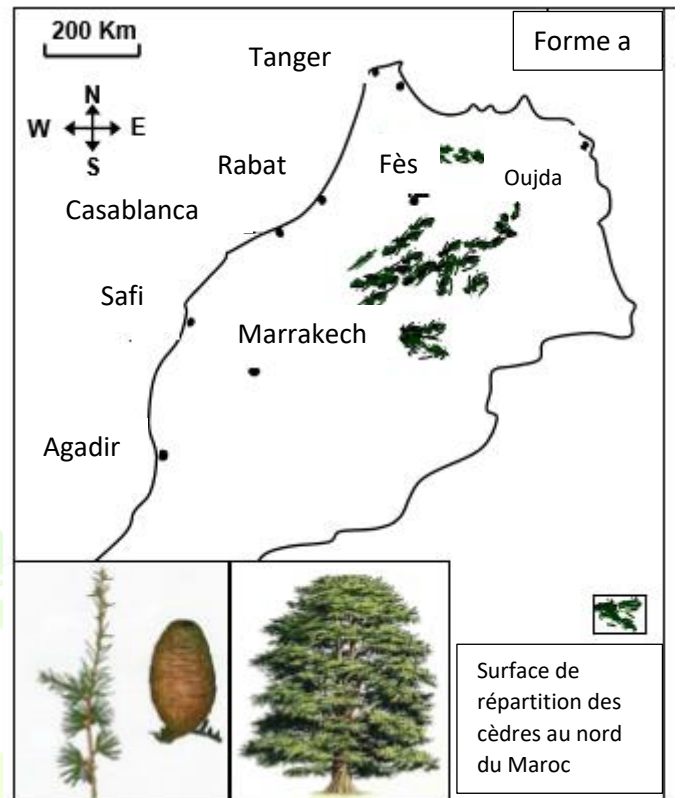 200 Km
Forme a
Tanger
N
W E
S
Rabat
Fès
Oujda
Casablanca
Safi
Marrakech
Agadir
Surface de
répartition des
cèdres au nord
du Maroc